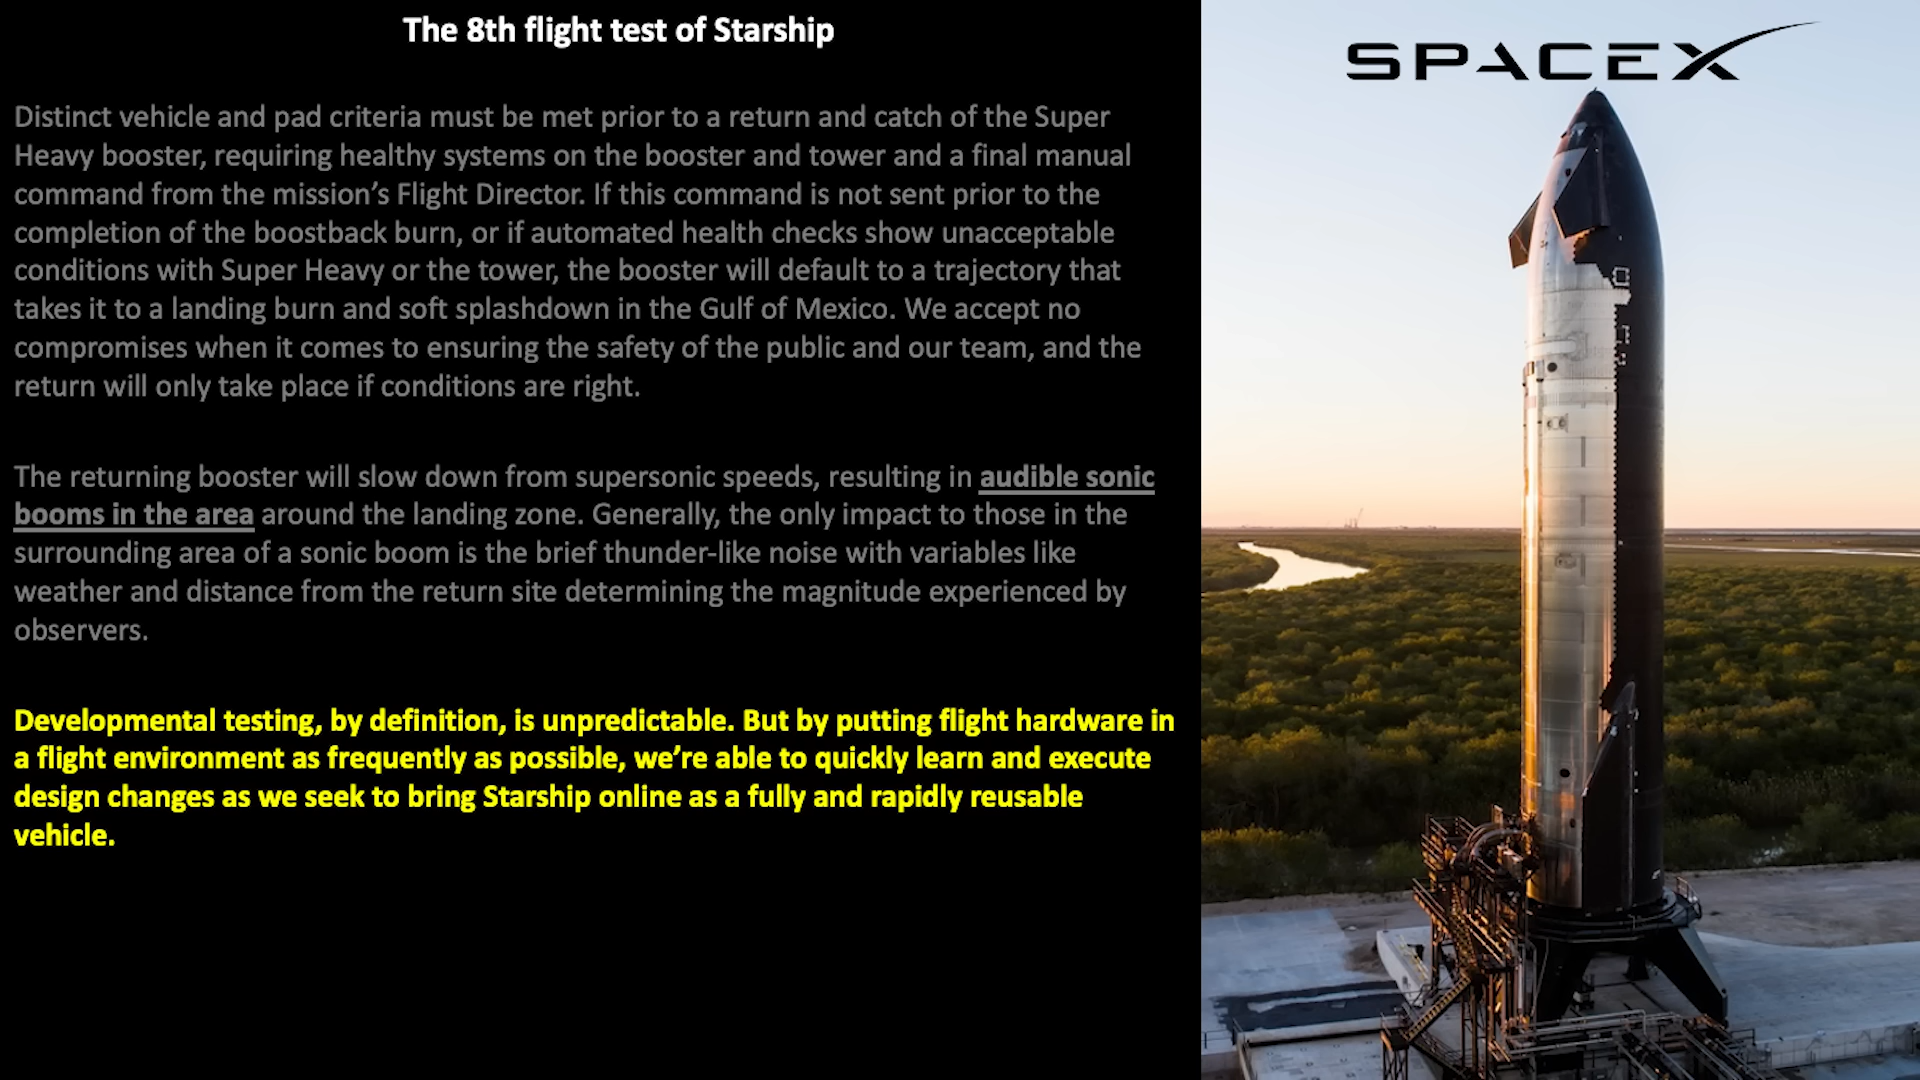 The 8th flight test of Starship
Distinct vehicle and pad criteria must be met prior to a return and catch of the Super
Heavy booster, requiring healthy systems on the booster and tower and a final manual
command from the mission’s Flight Director. If this command is not sent prior to the
completion of the boostback burn, or if automated health checks show unacceptable
conditions with Super Heavy or the tower, the booster will default to a trajectory that
takes it to a landing burn and soft splashdown in the Gulf of Mexico. We accept no
compromises when it comes to ensuring the safety of the public and our team, and the
return will only take place if conditions are right.
The returning booster will slow down from supersonic speeds, resulting in audible sonic
booms in the area around the landing zone. Generally, the only impact to those in the
surrounding area of a sonic boom is the brief thunder-like noise with variables like
weather and distance from the return site determining the magnitude experienced by
observers.
Developmental testing, by definition, is unpredictable. But by putting flight hardware in
a flight environment as frequently as possible, we’re able to quickly learn and execute
design changes as we seek to bring Starship online as a fully and rapidly reusable
vehicle.
SPACEX